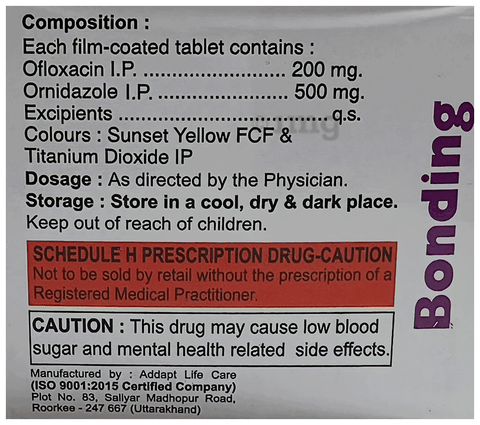 Composition :
Each film-coated tablet contains :
Ofloxacin I.P. ......................... 200 mg.
Ornidazole I.P. ........................ 500 mg.
Excipients .................................... q.s.
Colours : Sunset Yellow FCF &
Titanium Dioxide IP
Dosage : As directed by the Physician.
Storage : Store in a cool, dry & dark place.
Keep out of reach of children.
SCHEDULE H PRESCRIPTION DRUG-CAUTION
Not to be sold by retail without the prescription of a
Registered Medical Practitioner.
CAUTION : This drug may cause low blood
sugar and mental health related side effects.
Manufactured by : Addapt Life Care
(ISO 9001:2015 Certified Company)
Plot No. 83, Saliyar Madhopur Road,
Roorkee - 247 667 (Uttarakhand)
Bonding